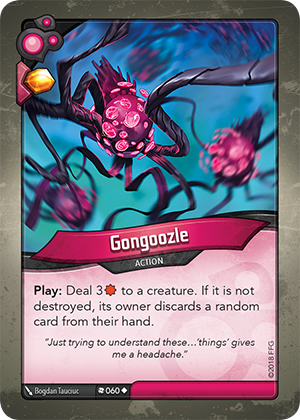 Gongoozle
ACTION
Play: Deal 3 to a creature. If it is not
destroyed, its owner discards a random
card from their hand.
"Just trying to understand these...'things' gives
me a headache."
Bogdan Tauciuc
060
©2018 FFG